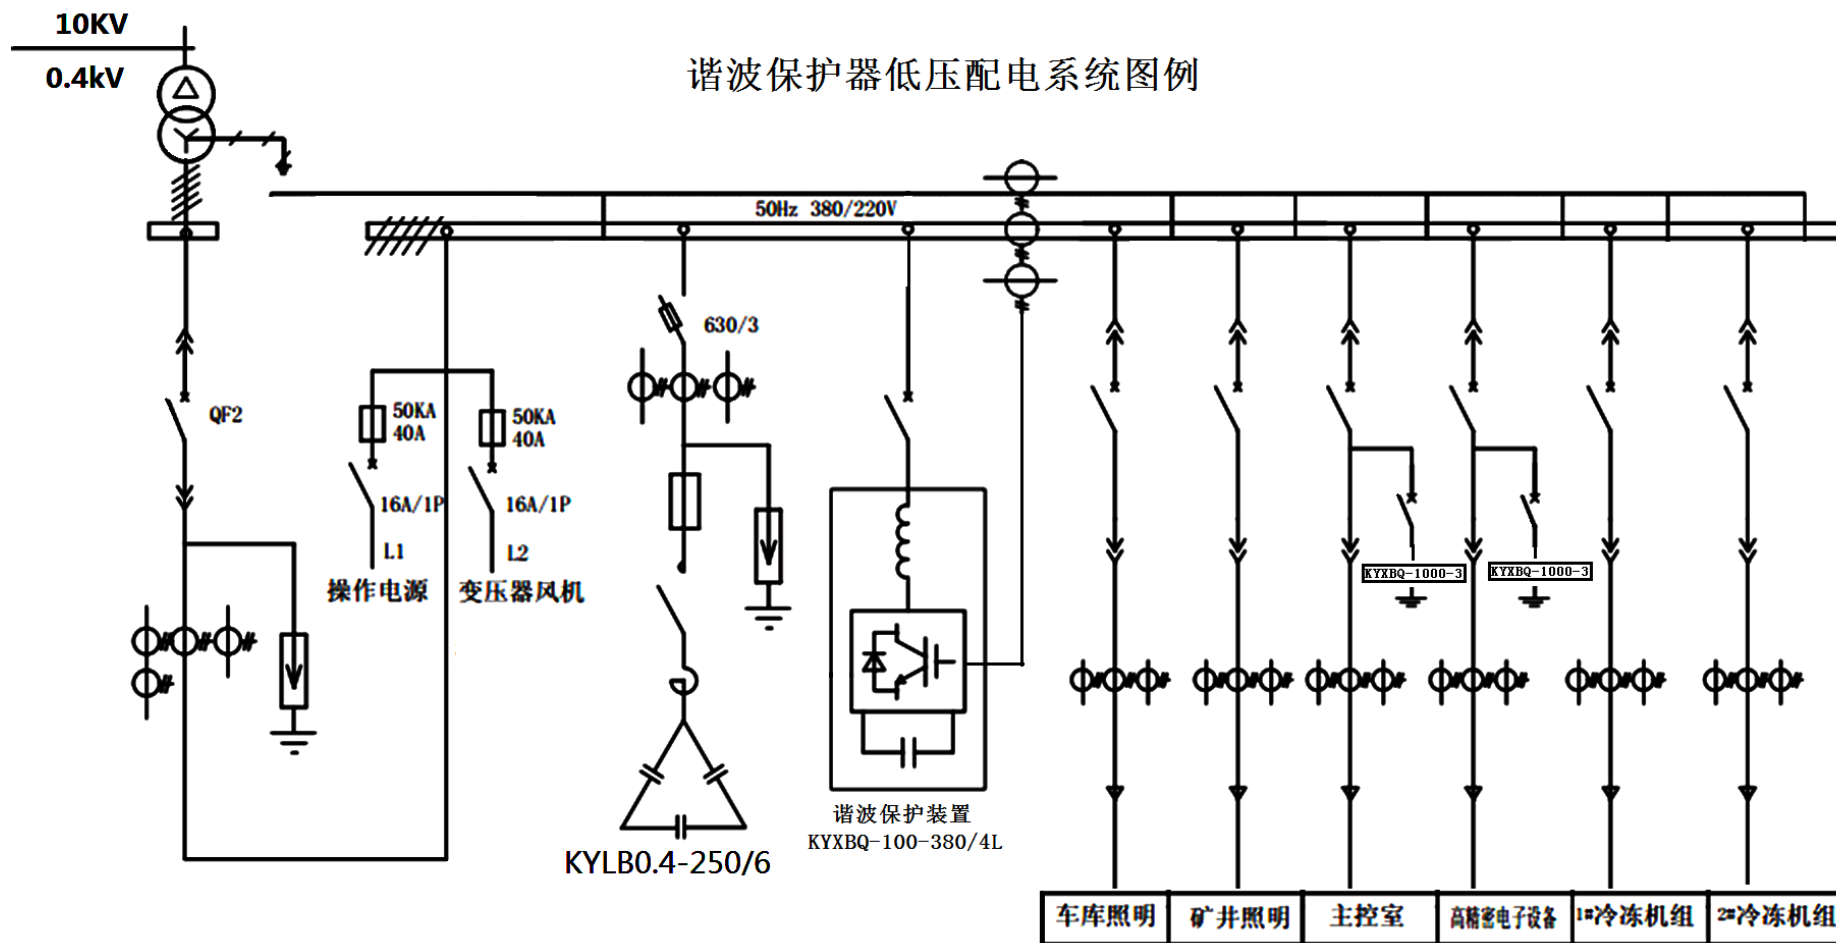 10KV
0.4kV
谐波保护器低压配电系统图例
50Hz 380/220V
630/3
QF2
50KA
40A
50KA
40A
16A/1P
16A/1P
L1
L2
操作电源
变压器风机
KYXBQ-1000-3
KYXBQ-1000-3
谐波保护装置
KYXBQ-100-380/4L
KYLB0.4-250/6
车库照明
矿井照明
主控室
高精密电子设备
1#冷冻机组
2#冷冻机组